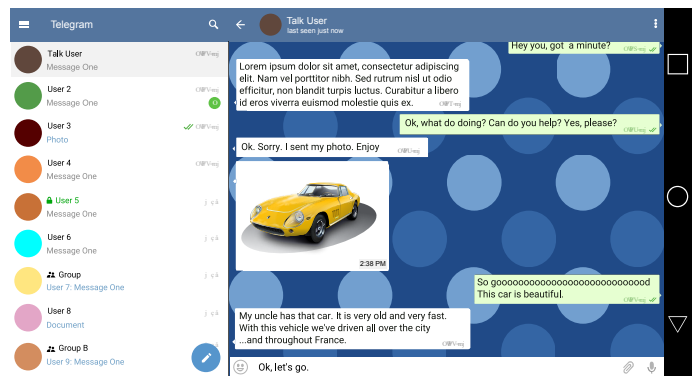 Telegram
Talk User
Message One
User 2
Message One
User 3
Photo
User 4
Message One
User 5
Message One
User 6
Message One
Group
User 7: Message One
User 8
Document
Group B
User 9: Message One
Talk User
last seen just now
Hey you, got a minute?
Lorem ipsum dolor sit amet, consectetur adipiscing
elit. Nam vel porttitor nibh. Sed rutrum nisl ut odio
efficitur, non blandit turpis luctus. Curabitur a libero
id eros viverra euismod molestie quis ex.
Ok, what do doing? Can do you help? Yes, please?
Ok. Sorry. I sent my photo. Enjoy
2:38 PM
So gooooooooooooooooooooooooooood
This car is beautiful.
My uncle has that car. It is very old and very fast.
With this vehicle we've driven all over the city
...and throughout France.
Ok, let's go.